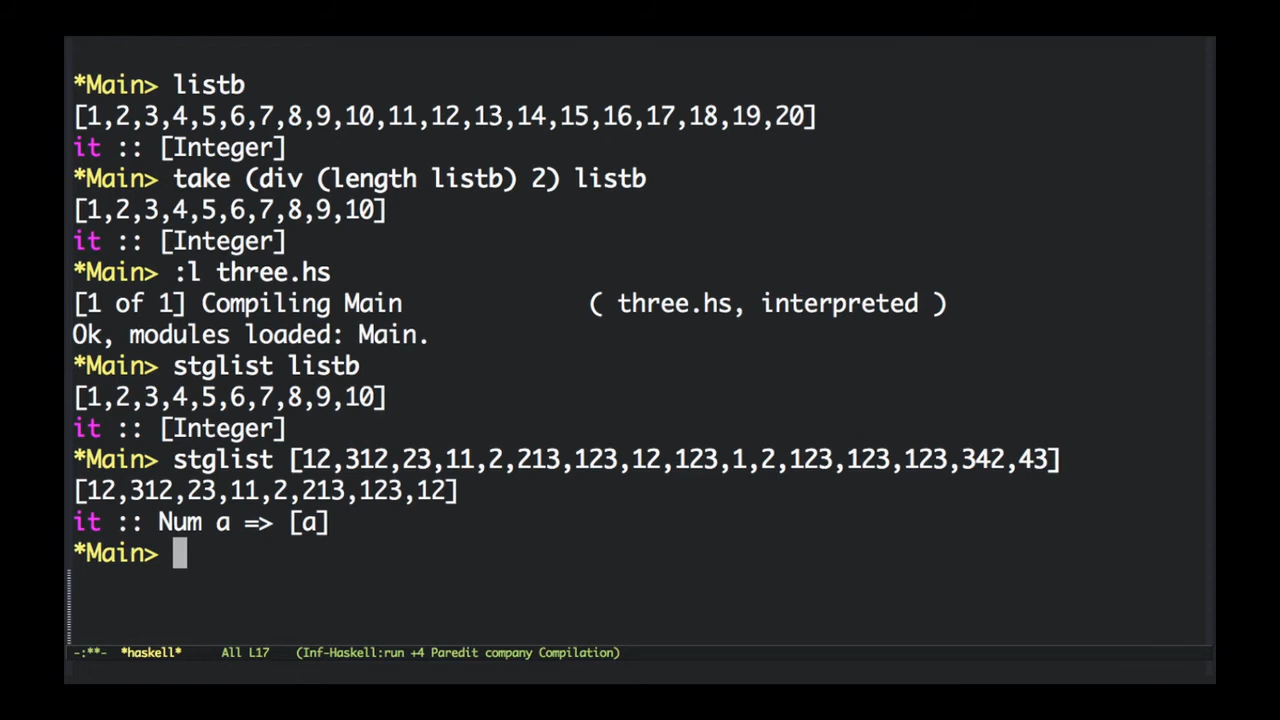 *Main> listb
[1,2,3,4,5,6,7,8,9,10,11,12,13,14,15,16,17,18,19,20]
it :: [Integer]
*Main> take (div (length listb) 2) listb
[1,2,3,4,5,6,7,8,9,10]
it :: [Integer]
*Main> :l three.hs
[1 of 1] Compiling Main             ( three.hs, interpreted )
Ok, modules loaded: Main.
*Main> stglist listb
[1,2,3,4,5,6,7,8,9,10]
it :: [Integer]
*Main> stglist [12,312,23,11,2,213,123,12,123,1,2,123,123,123,342,43]
[12,312,23,11,2,213,123,12]
it :: Num a => [a]
*Main>
-:**-  *haskell*      All L17    (Inf-Haskell:run +4 Paredit company Compilation)